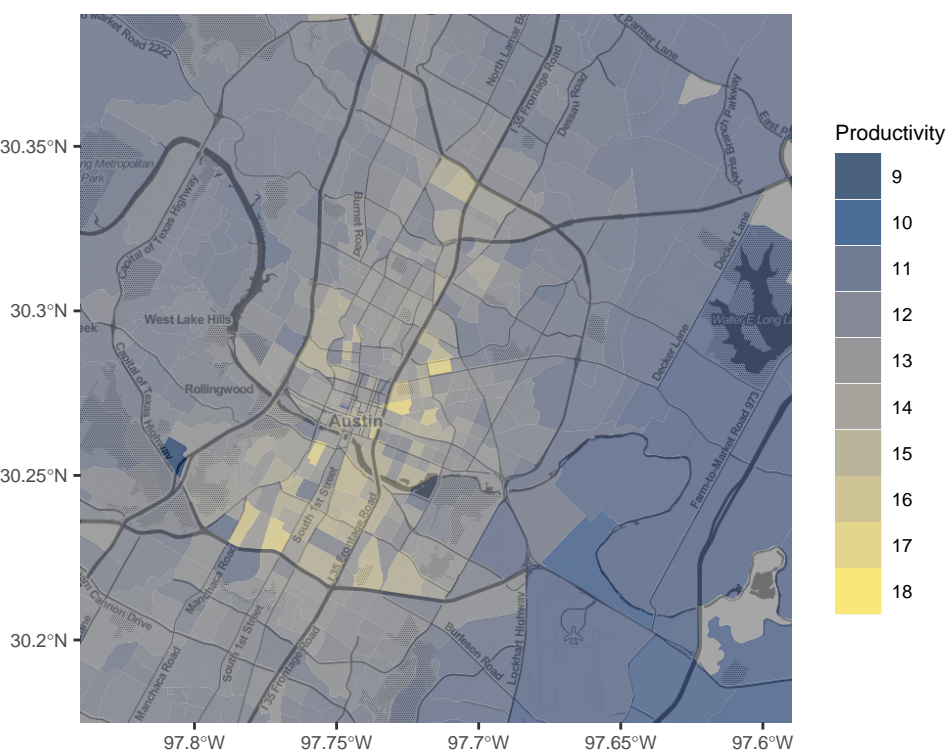 Market Road 2222
North Lamar Bo
Parmer Lane
I 35 Frontage Road
Dessau Road
Harris Branch Parkway
East P
ng Metropolitan
Park
Capital of Texas Highway
Burnet Road
Decker Lane
West Lake Hills
Walter E Long L
eek
Capital of Texas Highway
Decker Lane
Rollingwood
Austin
Farm-to-Market Road 973
South 1st Street
I 35 Frontage Road
Manchaca Road
am Cannon Drive
South 1st Street
Burleson Road
Lockhart Highway
Manchaca Road
I 35 Frontage Road
30.35°N
30.3°N
30.25°N
30.2°N
97.8°W
97.75°W
97.7°W
97.65°W
97.6°W
Productivity
9
10
11
12
13
14
15
16
17
18